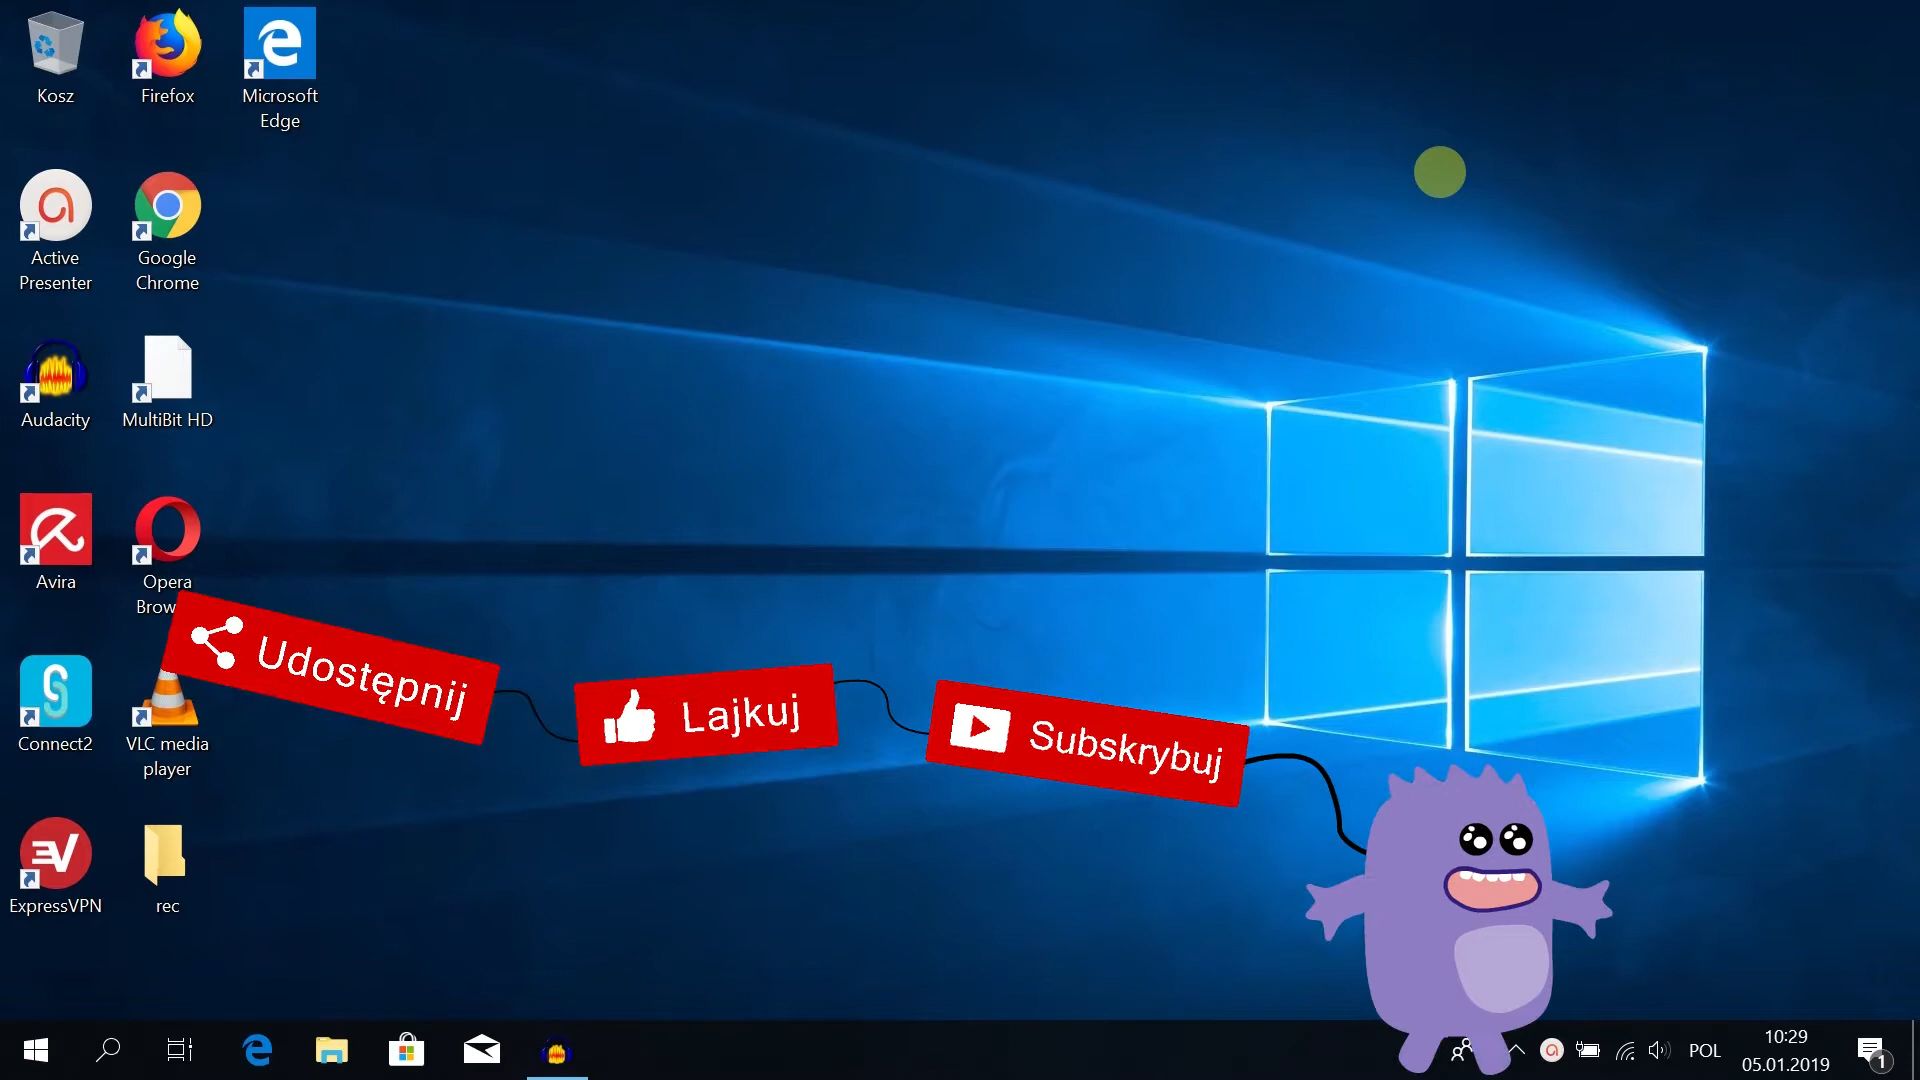 Kosz
Firefox
Microsoft
Edge
Active
Presenter
Google
Chrome
Audacity
MultiBit HD
Avira
Opera
Brow
Udostępnij
Lajkuj
Subskrybuj
Connect2
VLC media
player
ExpressVPN
rec
POL
10:29
05.01.2019
1